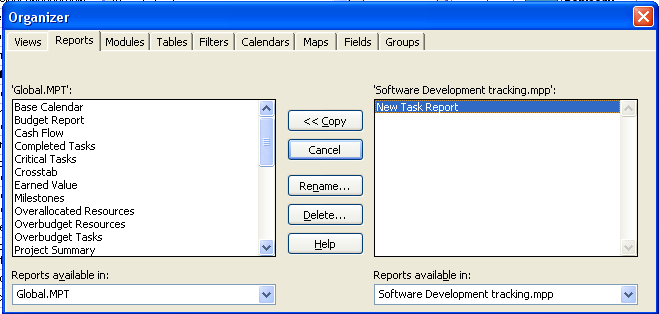 Organizer
Views Reports Modules Tables Filters Calendars Maps Fields Groups
'Global.MPT':
Base Calendar
Budget Report
Cash Flow
Completed Tasks
Critical Tasks
Crosstab
Earned Value
Milestones
Overallocated Resources
Overbudget Resources
Overbudget Tasks
Project Summary
Reports available in:
Global.MPT
<< Copy
Cancel
Rename...
Delete...
Help
'Software Development tracking.mpp':
New Task Report
Reports available in:
Software Development tracking.mpp